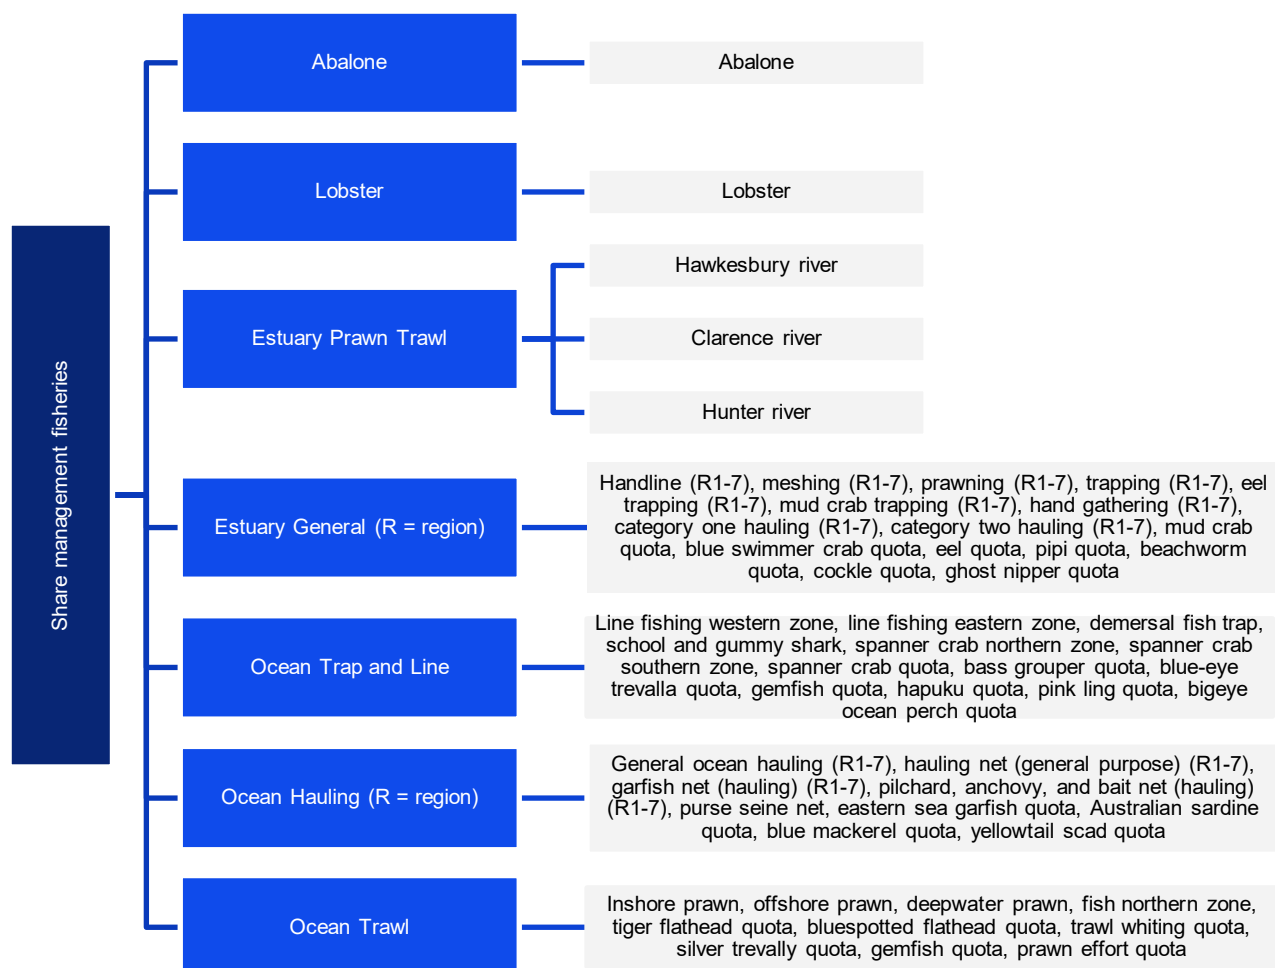 Share management fisheries
Abalone
Abalone
Lobster
Lobster
Estuary Prawn Trawl
Hawkesbury river
Clarence river
Hunter river
Estuary General (R = region)
Handline (R1-7), meshing (R1-7), prawning (R1-7), trapping (R1-7), eel
trapping (R1-7), mud crab trapping (R1-7), hand gathering (R1-7),
category one hauling (R1-7), category two hauling (R1-7), mud crab
quota, blue swimmer crab quota, eel quota, pipi quota, beachworm
quota, cockle quota, ghost nipper quota
Ocean Trap and Line
Line fishing western zone, line fishing eastern zone, demersal fish trap,
school and gummy shark, spanner crab northern zone, spanner crab
southern zone, spanner crab quota, bass grouper quota, blue-eye
trevalla quota, gemfish quota, hapuku quota, pink ling quota, bigeye
ocean perch quota
Ocean Hauling (R = region)
General ocean hauling (R1-7), hauling net (general purpose) (R1-7),
garfish net (hauling) (R1-7), pilchard, anchovy, and bait net (hauling)
(R1-7), purse seine net, eastern sea garfish quota, Australian sardine
quota, blue mackerel quota, yellowtail scad quota
Ocean Trawl
Inshore prawn, offshore prawn, deepwater prawn, fish northern zone,
tiger flathead quota, bluespotted flathead quota, trawl whiting quota,
silver trevally quota, gemfish quota, prawn effort quota